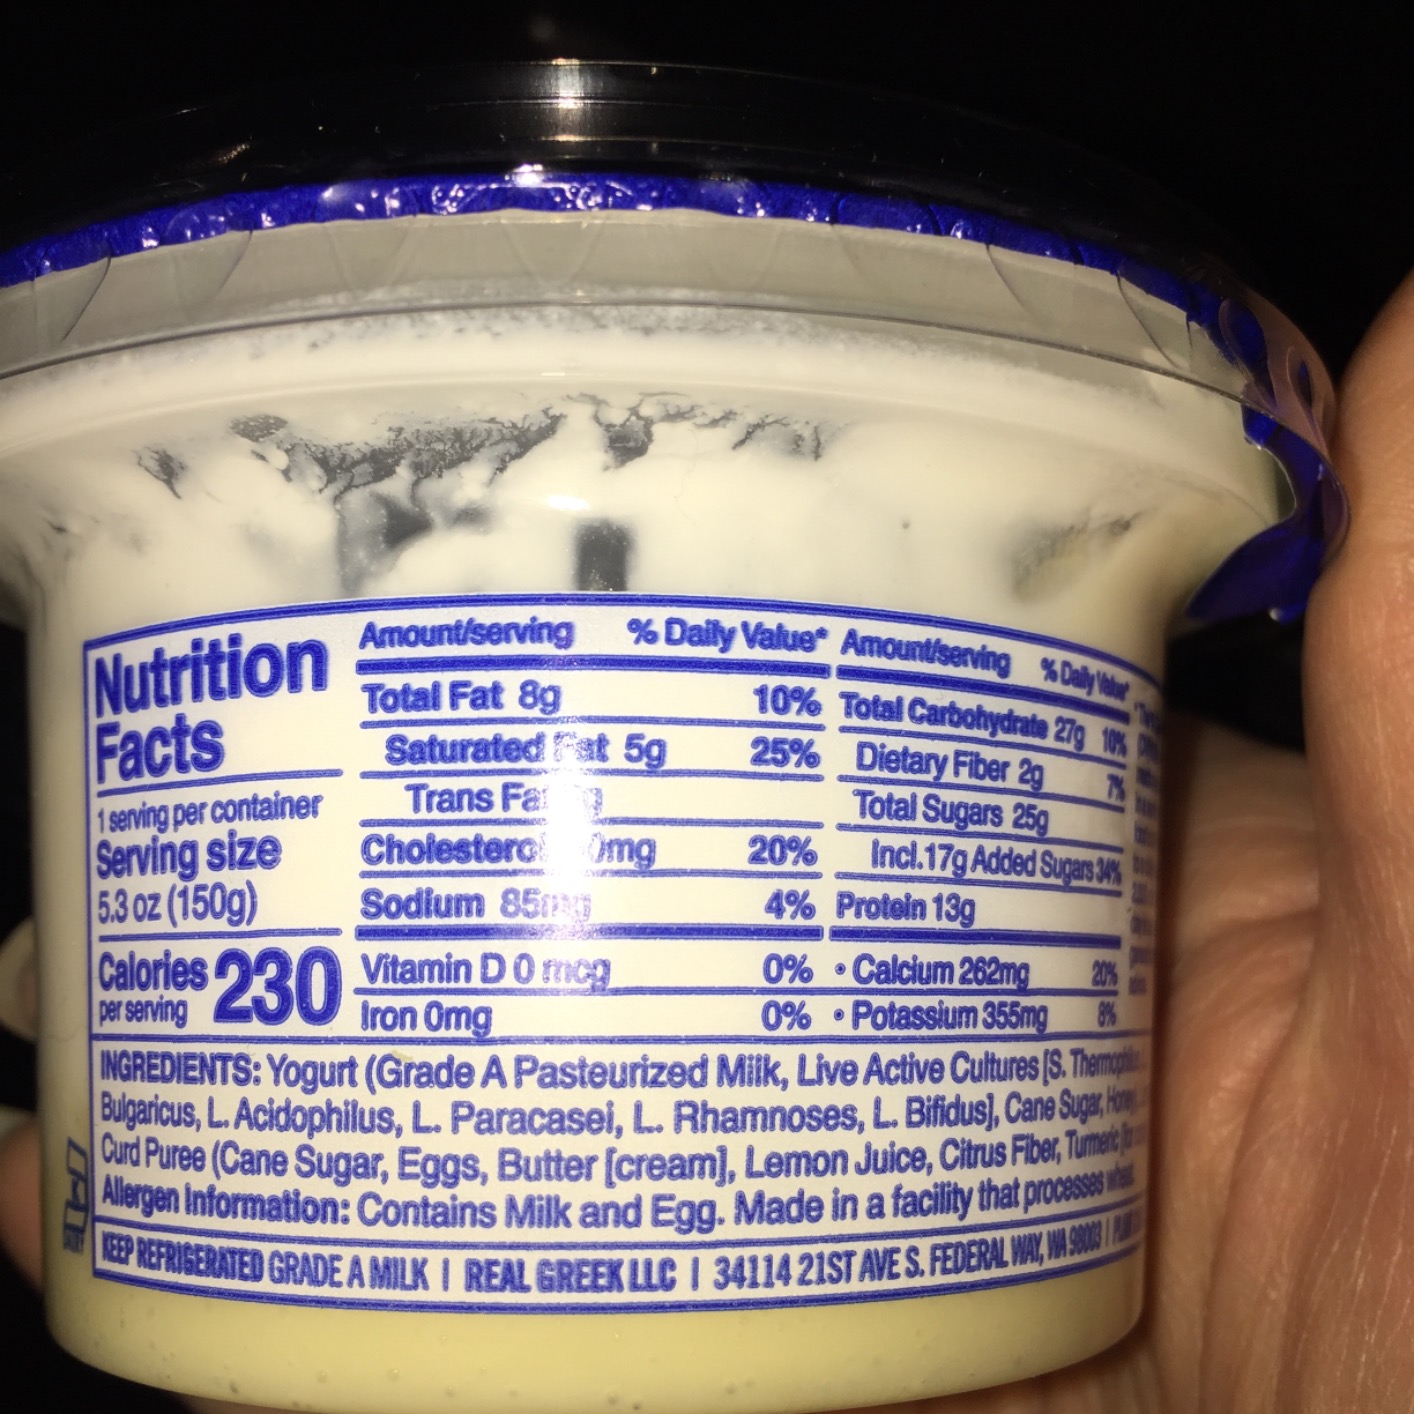 Nutrition
Facts
1 serving per container
Serving size
5.3 oz (150g)
Calories 230
per serving
Amount/serving % Daily Value*
Total Fat 8g 10%
Saturated Fat 5g 25%
Trans
20%
Sodium 85mg 4%
Vitamin D 0 mcg 0%
Iron 0mg 0%
Amount/serving % Daily Value*
Total Carbohydrate 27g 10%
Dietary Fiber 2g 7%
Total Sugars 25g
Incl.17g Added Sugars 34%
Protein 13g
• Calcium 262mg 20%
• Potassium 355mg 8%
INGREDIENTS: Yogurt (Grade A Pasteurized Milk, Live Active Cultures [S.
Bulgaricus, L. Acidophilus, L. Paracasei, L. Rhamnoses, L. Bifidus], Cane Sugar, Honey
Curd Puree (Cane Sugar, Eggs, Butter [cream], Lemon Juice, Citrus Fiber, Turmeric
Allergen Information: Contains Milk and Egg. Made in a facility that processes wheat.
KEEP REFRIGERATED GRADE A MILK | REAL GREEK LLC | 34114 21ST AVE S. FEDERAL WAY, WA 98003 |